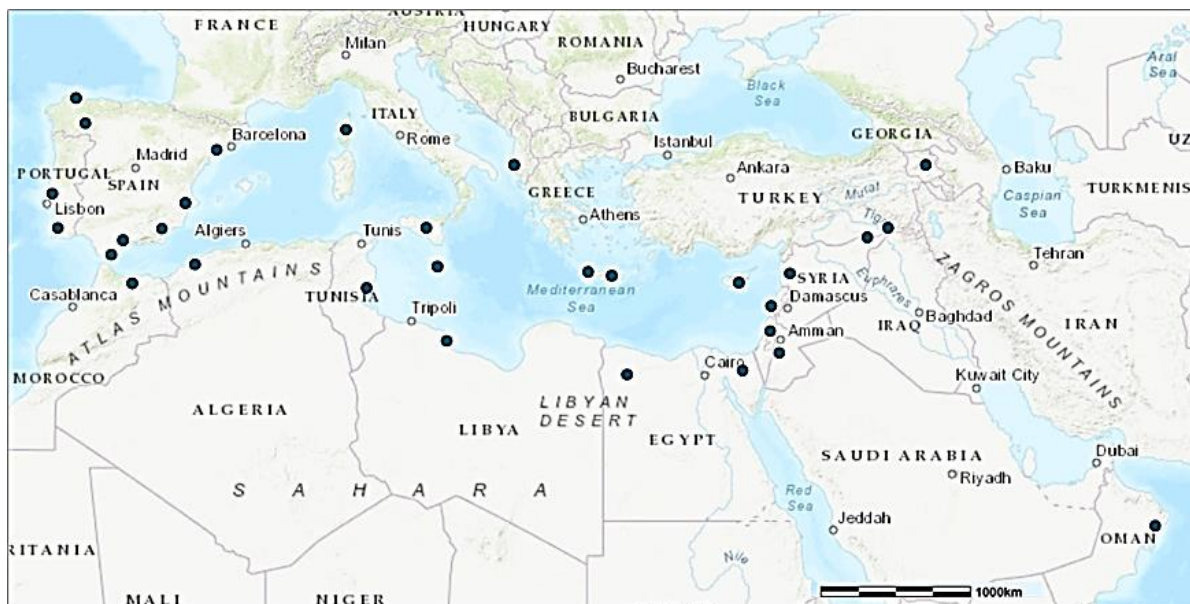 AUSTRIA
FRANCE
HUNGARY
Milan
ROMANIA
Aral
Sea
Bucharest
Black
Sea
ITALY
BULGARIA
GEORGIA
UZ
Barcelona
Rome
Istanbul
Madrid
Ankara
Baku
PORTUGAL
SPAIN
GREECE
TURKEY
Murat
Caspian
Sea
TURKMENIS
Lisbon
Athens
Tig
Algiers
Tunis
Tehran
ZAGROS MOUNTAINS
SYRIA
Euphrates
Casablanca
ATLAS MOUNTAINS
TUNISIA
Mediterranean
Sea
Damascus
Tripoli
Baghdad
IRAQ
IRAN
Amman
MOROCCO
Cairo
Kuwait City
ALGERIA
LIBYAN
DESERT
LIBYA
EGYPT
SAUDI ARABIA
Dubai
Riyadh
SAHARA
Red
Sea
Jeddah
OMAN
RITANIA
Nile
MALI
NIGER
1000km